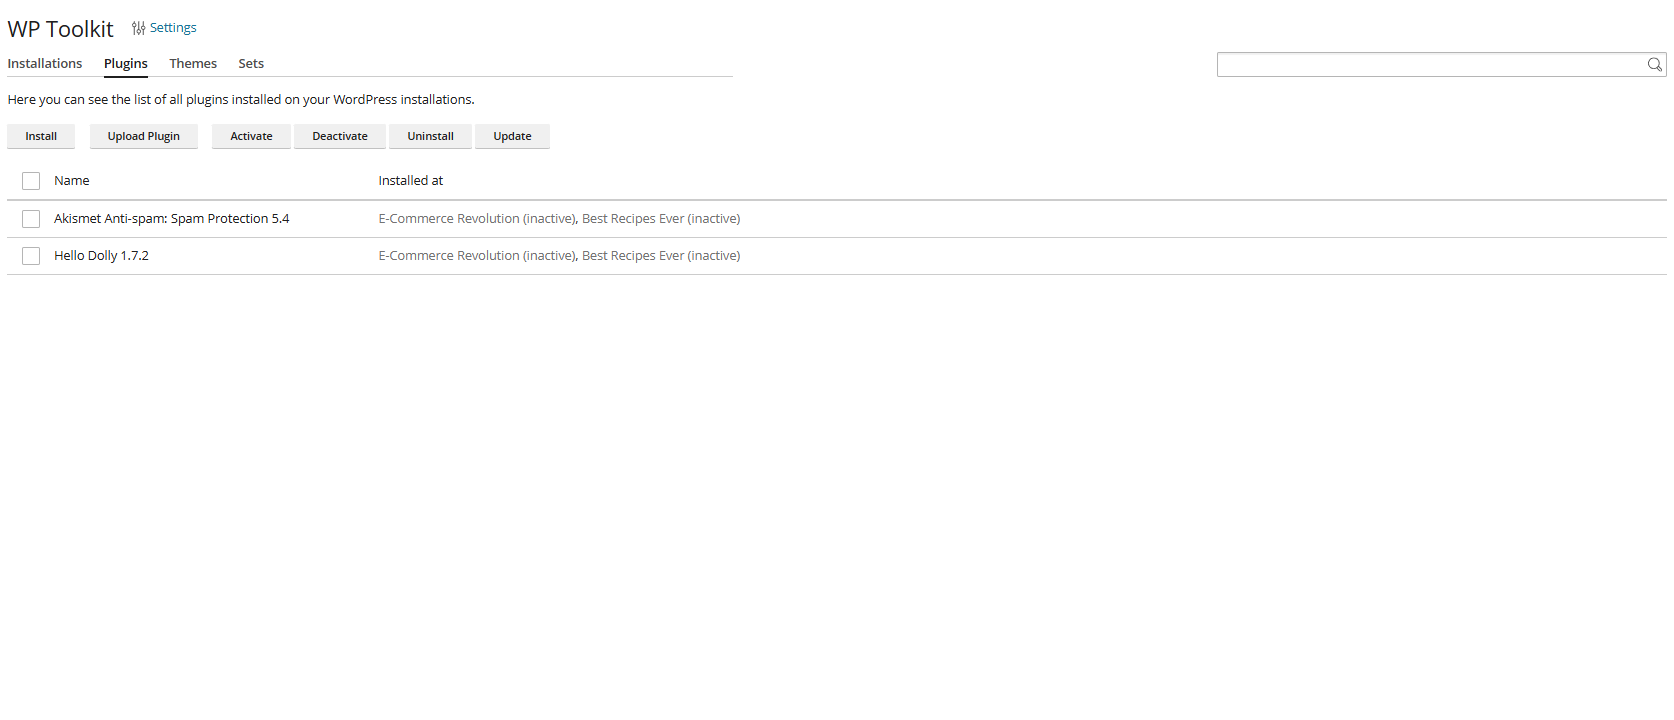 WP Toolkit Settings
Installations Plugins Themes Sets
Here you can see the list of all plugins installed on your WordPress installations.
Install Upload Plugin Activate Deactivate Uninstall Update
Name Installed at
Akismet Anti-spam: Spam Protection 5.4 E-Commerce Revolution (inactive), Best Recipes Ever (inactive)
Hello Dolly 1.7.2 E-Commerce Revolution (inactive), Best Recipes Ever (inactive)